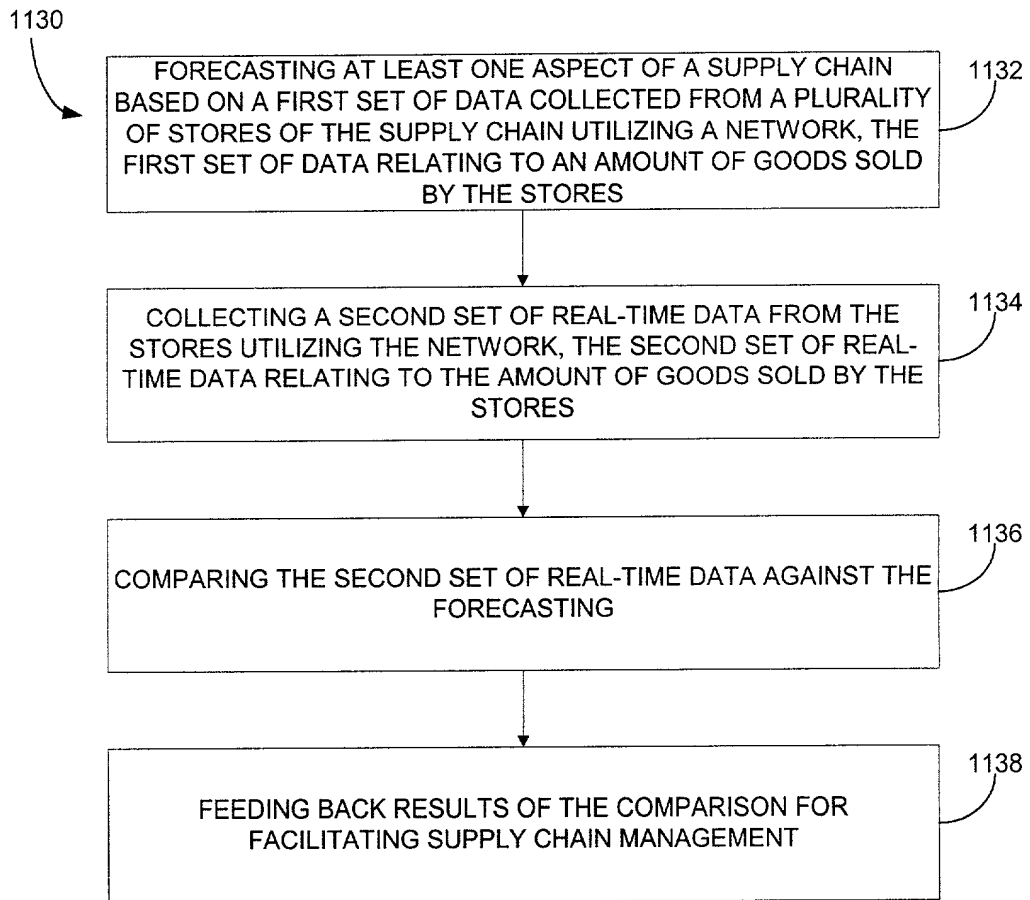 1130
FORECASTING AT LEAST ONE ASPECT OF A SUPPLY CHAIN
BASED ON A FIRST SET OF DATA COLLECTED FROM A PLURALITY
OF STORES OF THE SUPPLY CHAIN UTILIZING A NETWORK, THE
FIRST SET OF DATA RELATING TO AN AMOUNT OF GOODS SOLD
BY THE STORES
1132
COLLECTING A SECOND SET OF REAL-TIME DATA FROM THE
STORES UTILIZING THE NETWORK, THE SECOND SET OF REAL-
TIME DATA RELATING TO THE AMOUNT OF GOODS SOLD BY THE
STORES
1134
COMPARING THE SECOND SET OF REAL-TIME DATA AGAINST THE
FORECASTING
1136
FEEDING BACK RESULTS OF THE COMPARISON FOR
FACILITATING SUPPLY CHAIN MANAGEMENT
1138